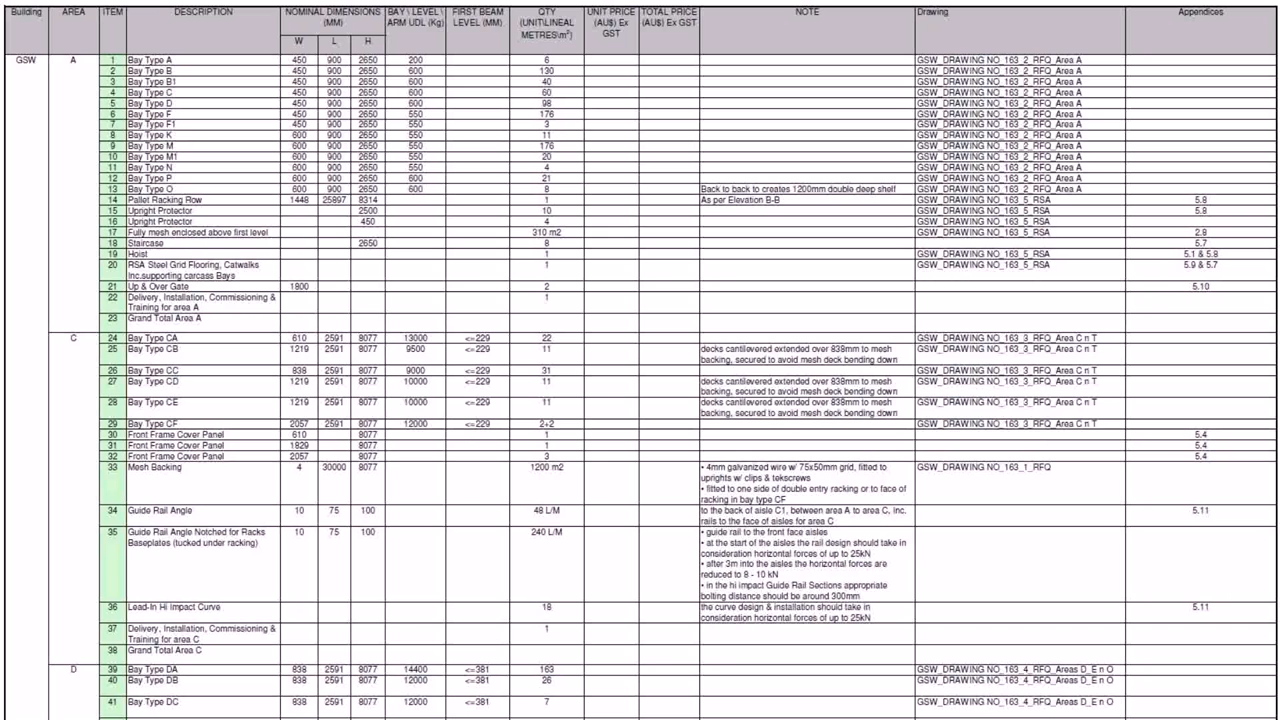 Building AREA ITEM DESCRIPTION NOMINAL DIMENSIONS (MM) BAY \ LEVEL \ ARM UDL (Kg) FIRST BEAM LEVEL (MM) QTY (UNIT\LINEAL METRES\m²) UNIT PRICE (AU$) Ex GST TOTAL PRICE (AU$) Ex GST NOTE Drawing Appendices
W L H
GSW A 1 Bay Type A 450 900 2650 200 6 GSW_DRAWING NO_163_2_RFQ_Area A
2 Bay Type B 450 900 2650 600 130 GSW_DRAWING NO_163_2_RFQ_Area A
3 Bay Type B1 450 900 2650 600 40 GSW_DRAWING NO_163_2_RFQ_Area A
4 Bay Type C 450 900 2650 600 60 GSW_DRAWING NO_163_2_RFQ_Area A
5 Bay Type D 450 900 2650 600 98 GSW_DRAWING NO_163_2_RFQ_Area A
6 Bay Type F 450 900 2650 550 176 GSW_DRAWING NO_163_2_RFQ_Area A
7 Bay Type F1 450 900 2650 550 3 GSW_DRAWING NO_163_2_RFQ_Area A
8 Bay Type K 600 900 2650 550 11 GSW_DRAWING NO_163_2_RFQ_Area A
9 Bay Type M 600 900 2650 550 176 GSW_DRAWING NO_163_2_RFQ_Area A
10 Bay Type M1 600 900 2650 550 20 GSW_DRAWING NO_163_2_RFQ_Area A
11 Bay Type N 600 900 2650 550 4 GSW_DRAWING NO_163_2_RFQ_Area A
12 Bay Type P 600 900 2650 600 21 GSW_DRAWING NO_163_2_RFQ_Area A
13 Bay Type O 600 900 2650 600 8 Back to back to creates 1200mm double deep shelf GSW_DRAWING NO_163_2_RFQ_Area A
14 Pallet Racking Row 1448 25897 8314 1 As per Elevation B-B GSW_DRAWING NO_163_5_RSA 5.8
15 Upright Protector 2500 10 GSW_DRAWING NO_163_5_RSA 5.8
16 Upright Protector 450 4 GSW_DRAWING NO_163_5_RSA
17 Fully mesh enclosed above first level 310 m2 GSW_DRAWING NO_163_5_RSA 2.8
18 Staircase 2650 8 5.7
19 Hoist 1 GSW_DRAWING NO_163_5_RSA 5.1 & 5.8
20 RSA Steel Grid Flooring, Catwalks 1 GSW_DRAWING NO_163_5_RSA 5.9 & 5.7
Inc.supporting carcass Bays
21 Up & Over Gate 1800 2 5.10
22 Delivery, Installation, Commissioning & 1
Training for area A
23 Grand Total Area A
C 24 Bay Type CA 610 2591 8077 13000 <=229 22 GSW_DRAWING NO_163_3_RFQ_Area C n T
25 Bay Type CB 1219 2591 8077 9500 <=229 11 decks cantilevered extended over 838mm to mesh GSW_DRAWING NO_163_3_RFQ_Area C n T
backing, secured to avoid mesh deck bending down
26 Bay Type CC 838 2591 8077 9000 <=229 31 GSW_DRAWING NO_163_3_RFQ_Area C n T
27 Bay Type CD 1219 2591 8077 10000 <=229 11 decks cantilevered extended over 838mm to mesh GSW_DRAWING NO_163_3_RFQ_Area C n T
backing, secured to avoid mesh deck bending down
28 Bay Type CE 1219 2591 8077 10000 <=229 11 decks cantilevered extended over 838mm to mesh GSW_DRAWING NO_163_3_RFQ_Area C n T
backing, secured to avoid mesh deck bending down
29 Bay Type CF 2057 2591 8077 12000 <=229 2+2 GSW_DRAWING NO_163_3_RFQ_Area C n T
30 Front Frame Cover Panel 610 8077 1 5.4
31 Front Frame Cover Panel 1829 8077 1 5.4
32 Front Frame Cover Panel 2057 8077 3 5.4
33 Mesh Backing 4 30000 8077 1200 m2 • 4mm galvanized wire w/ 75x50mm grid, fitted to GSW_DRAWING NO_163_1_RFQ
uprights w/ clips & tekscrews
• fitted to one side of double entry racking or to face of
racking in bay type CF
34 Guide Rail Angle 10 75 100 48 L/M to the back of aisle C1, between area A to area C, inc. 5.11
rails to the face of aisles for area C
35 Guide Rail Angle Notched for Racks 10 75 100 240 L/M • guide rail to the front face aisles
Baseplates (tucked under racking) • at the start of the aisles the rail design should take in
consideration horizontal forces of up to 25kN
• after 3m into the aisles the horizontal forces are
reduced to 8 - 10 kN
• in the hi impact Guide Rail Sections appropriate
bolting distance should be around 300mm
36 Lead-In Hi Impact Curve 18 the curve design & installation should take in 5.11
consideration horizontal forces of up to 25kN
37 Delivery, Installation, Commissioning & 1
Training for area C
38 Grand Total Area C
D 39 Bay Type DA 838 2591 8077 14400 <=381 163 GSW_DRAWING NO_163_4_RFQ_Areas D_E n O
40 Bay Type DB 838 2591 8077 12000 <=381 26 GSW_DRAWING NO_163_4_RFQ_Areas D_E n O
41 Bay Type DC 838 2591 8077 12000 <=381 7 GSW_DRAWING NO_163_4_RFQ_Areas D_E n O